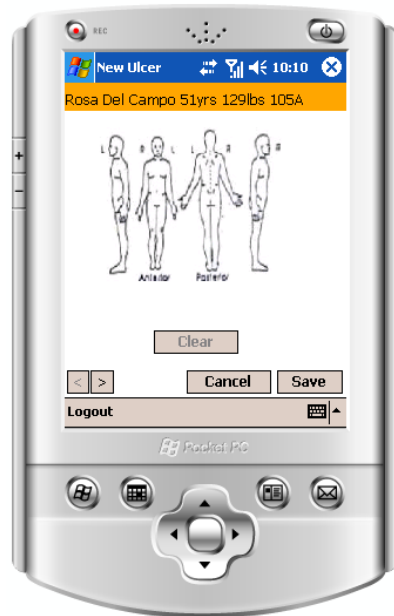 REC
New Ulcer 10:10
Rosa Del Campo 51yrs 129lbs 105A
L R L L R R
Anterior Posterior
Clear
< >
Cancel Save
Logout
Pocket PC
+
−